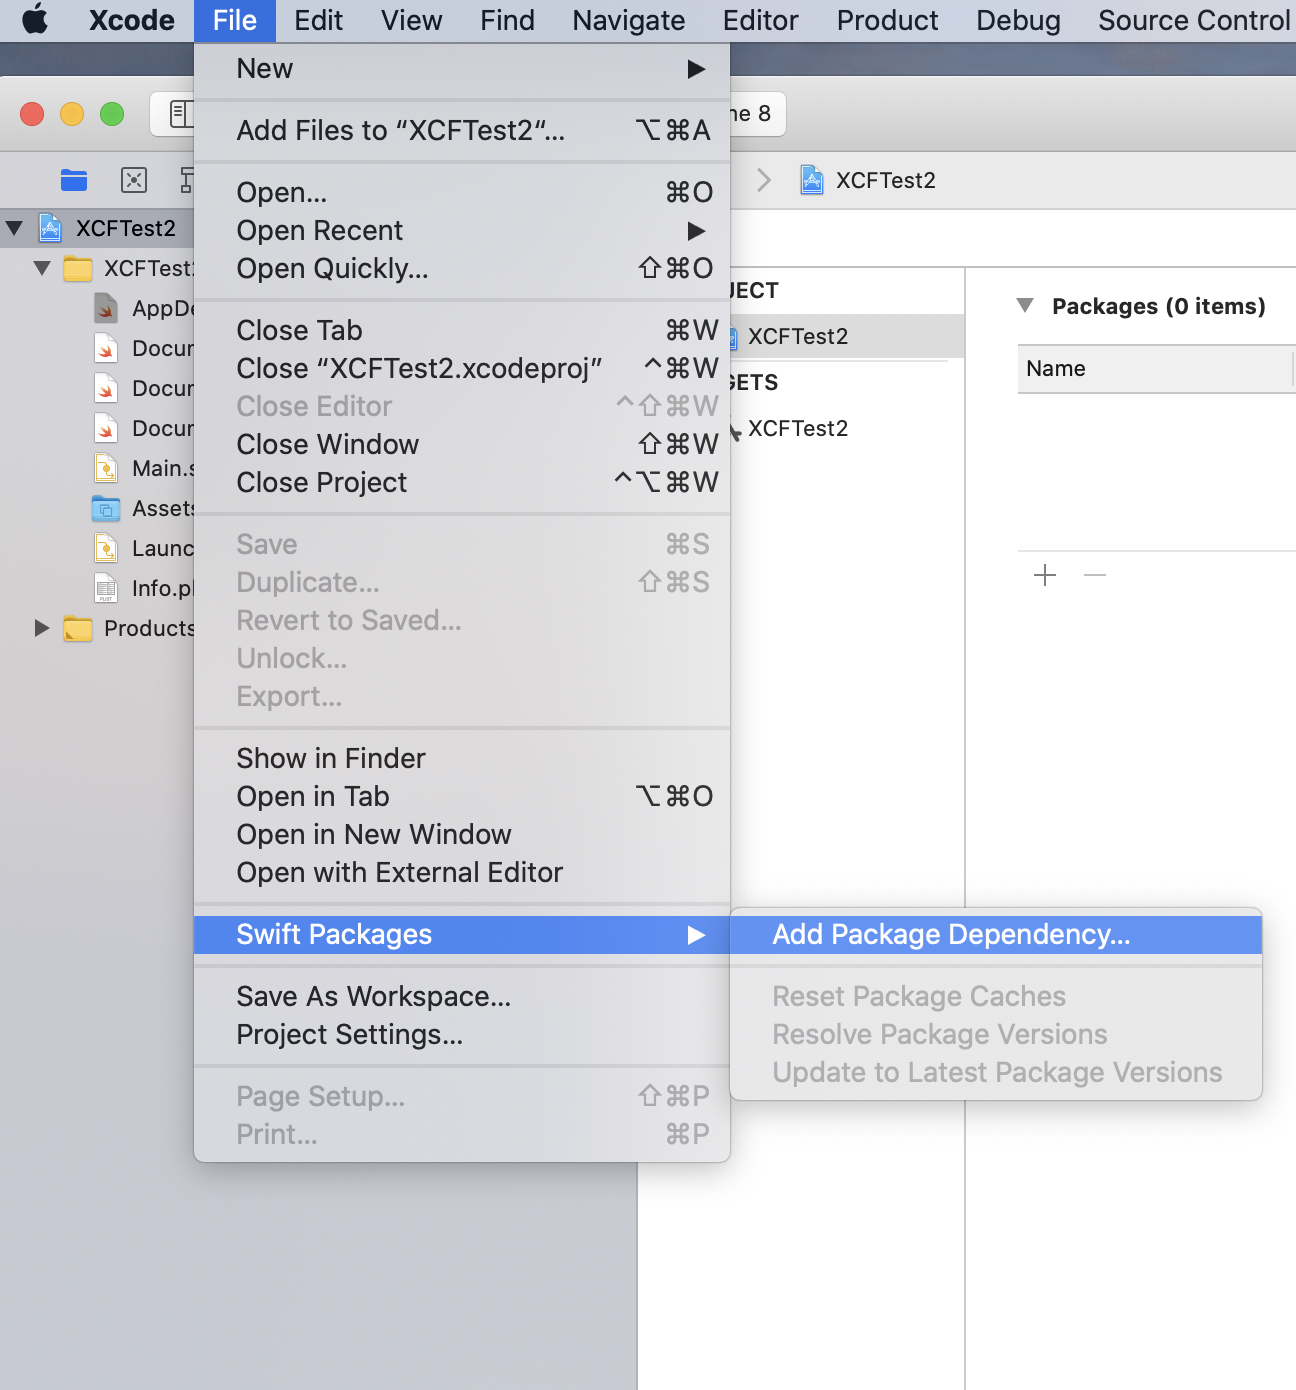 Xcode File Edit View Find Navigate Editor Product Debug Source Control
New
Add Files to “XCFTest2“... ⌥⌘A
Open... ⌘O
Open Recent
Open Quickly... ⇧⌘O
Close Tab ⌘W
Close “XCFTest2.xcodeproj” ^⌘W
Close Editor ^⇧⌘W
Close Window ⇧⌘W
Close Project ^⌥⌘W
Save ⌘S
Duplicate... ⇧⌘S
Revert to Saved...
Unlock...
Export...
Show in Finder
Open in Tab ⌥⌘O
Open in New Window
Open with External Editor
Swift Packages
Save As Workspace...
Project Settings...
Page Setup... ⇧⌘P
Print... ⌘P
Add Package Dependency...
Reset Package Caches
Resolve Package Versions
Update to Latest Package Versions
XCFTest2
XCFTest2
AppDe
Docur
Docur
Docur
Main.s
Assets
Launc
Info.pl
PLIST
Products
ne 8
XCFTest2
JECT
XCFTest2
GETS
XCFTest2
Packages (0 items)
Name